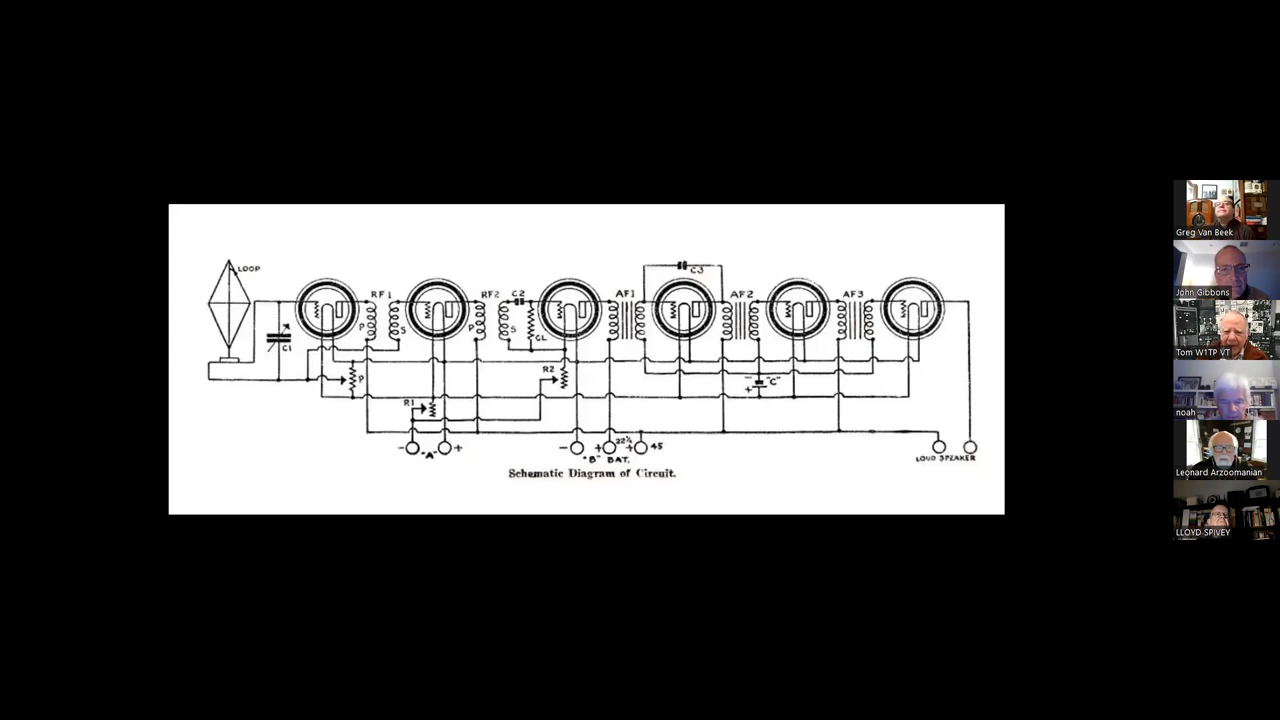 LOOP
C1
RF1
P
S
P
RF2
P
C2
S
GL
R1
R2
AF1
C3
AF2
AF3
"C"
-
+
- "A" +
- "B" BAT. + 22½ + 45
LOUD SPEAKER
Schematic Diagram of Circuit.
Greg Van Beek
John Gibbons
Tom W1TP VT
noah
Leonard Arzoomanian
LLOYD SPIVEY